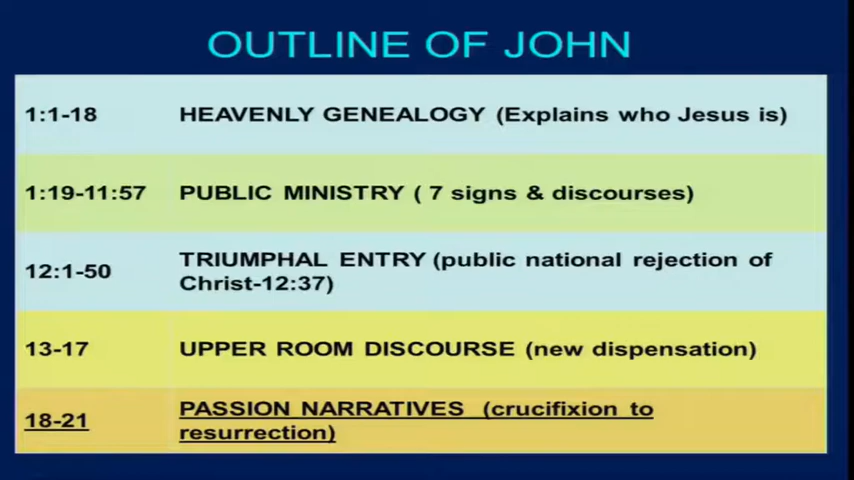 OUTLINE OF JOHN
1:1-18 HEAVENLY GENEALOGY (Explains who Jesus is)
1:19-11:57 PUBLIC MINISTRY ( 7 signs & discourses)
12:1-50 TRIUMPHAL ENTRY (public national rejection of
Christ-12:37)
13-17 UPPER ROOM DISCOURSE (new dispensation)
18-21 PASSION NARRATIVES (crucifixion to
resurrection)